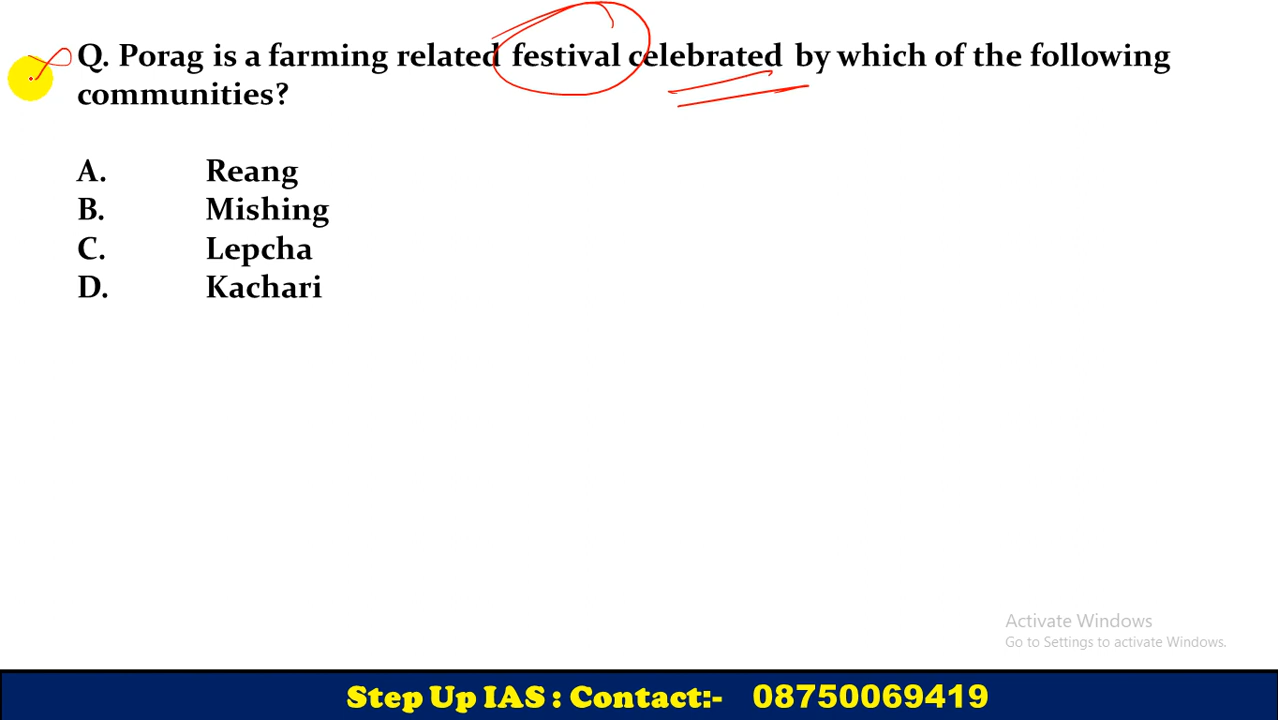 Q. Porag is a farming related festival celebrated by which of the following
communities?
A. Reang
B. Mishing
C. Lepcha
D. Kachari
Activate Windows
Go to Settings to activate Windows.
Step Up IAS : Contact:- 08750069419